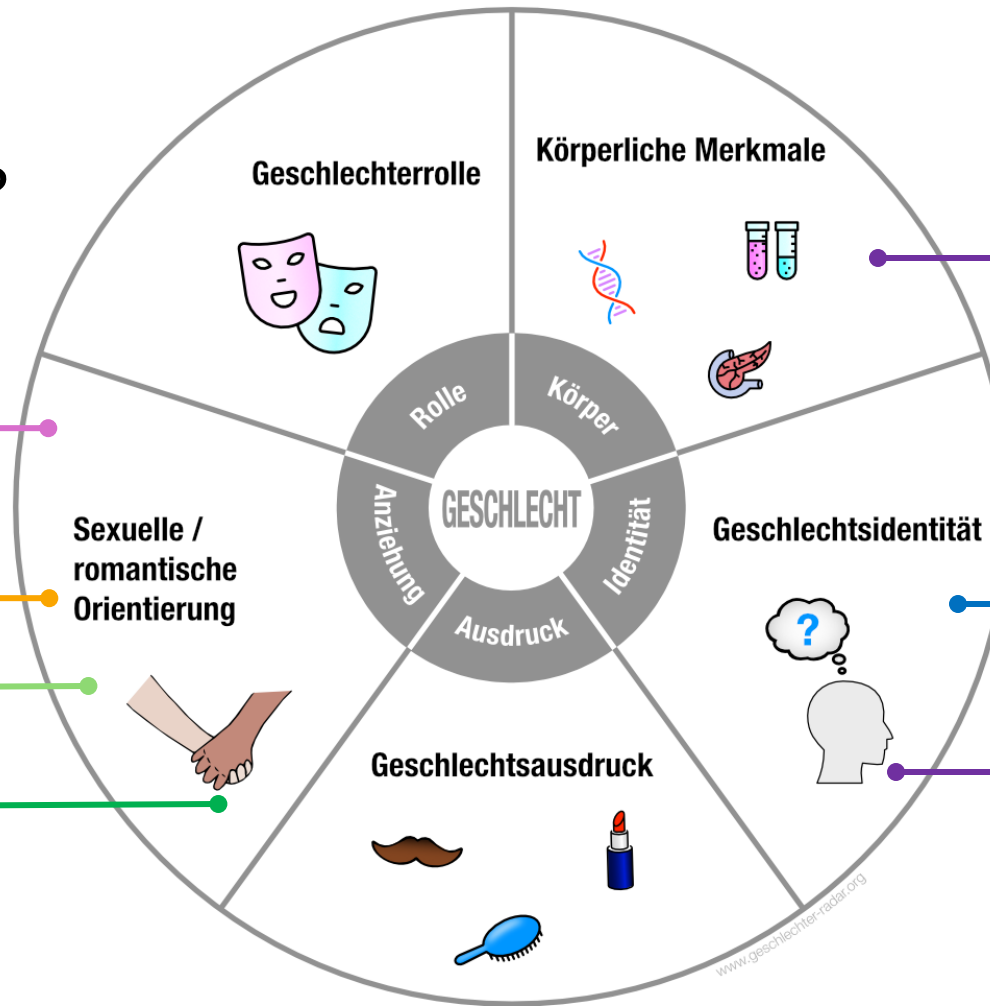 Geschlechterrolle
Körperliche Merkmale
Rolle
Körper
Anziehung
GESCHLECHT
Identität
Ausdruck
Sexuelle /
romantische
Orientierung
Geschlechtsidentität
?
Geschlechtsausdruck
www.geschlechter-radar.org